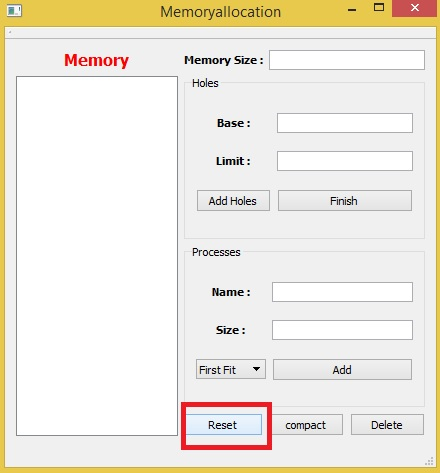 Memoryallocation
Memory
Memory Size :
Holes
Base :
Limit :
Add Holes Finish
Processes
Name :
Size :
First Fit Add
Reset compact Delete